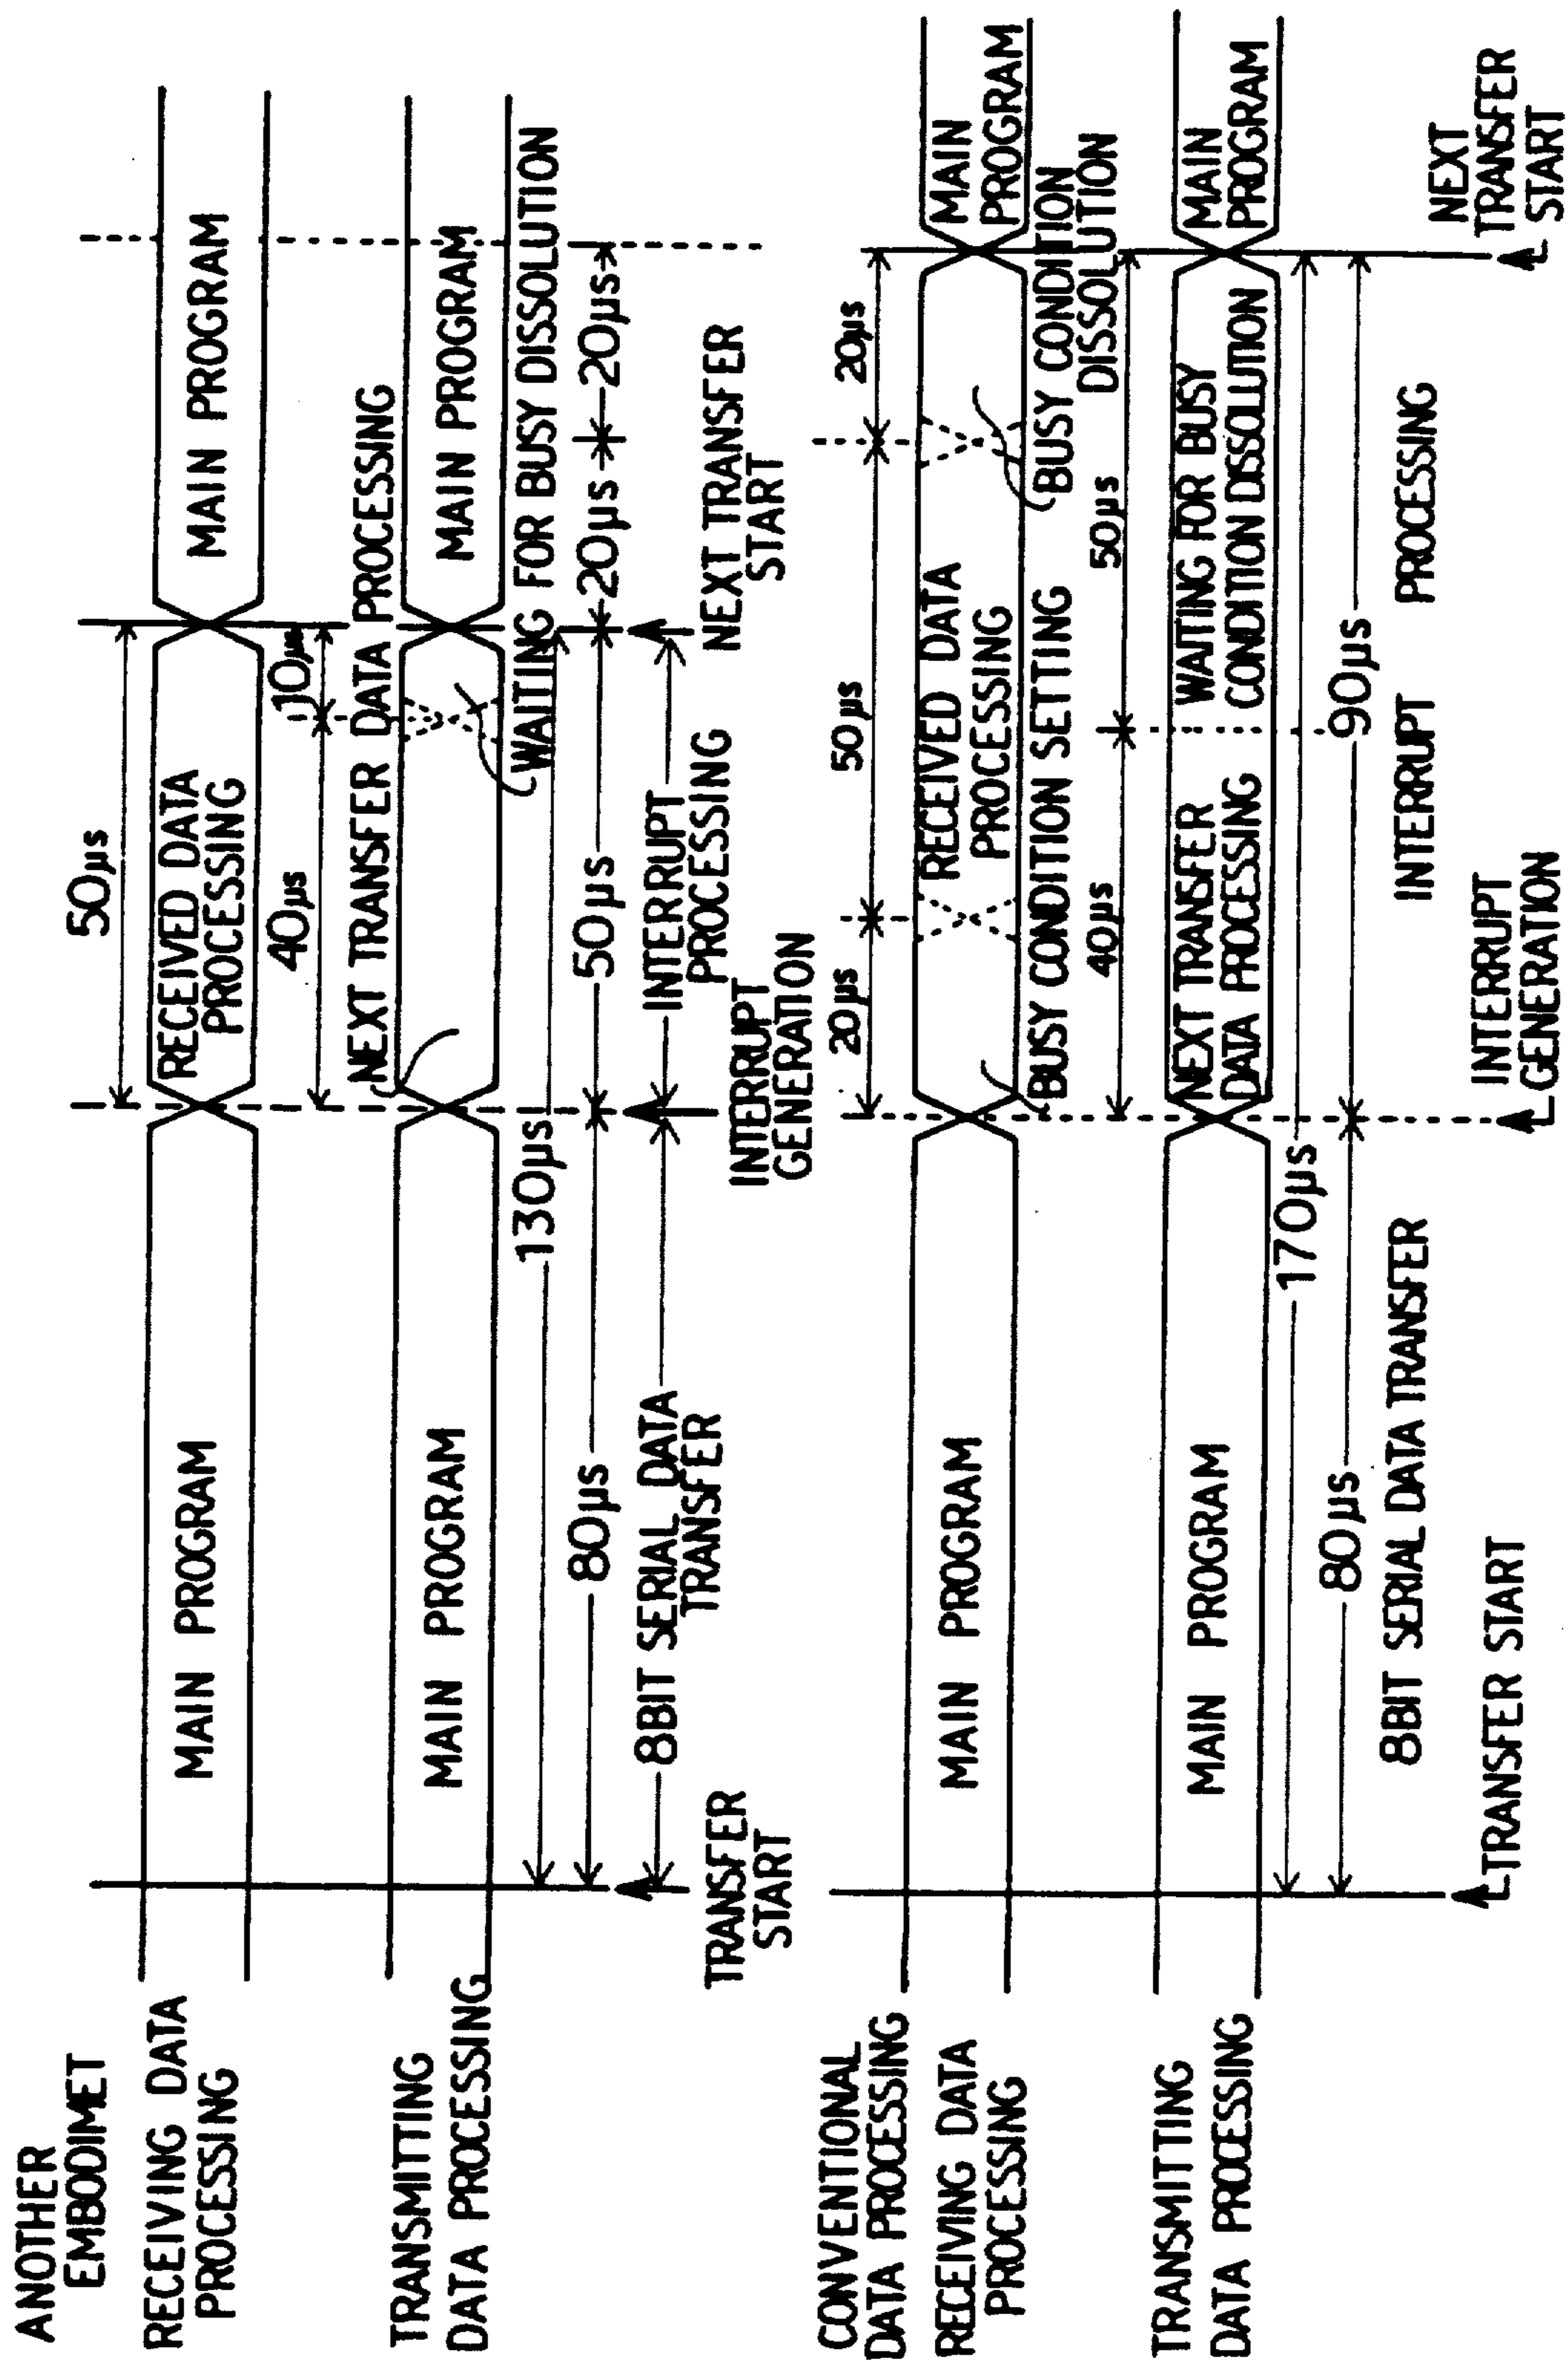 ANOTHER
EMBODIMET
RECEIVING DATA
PROCESSING
MAIN PROGRAM
RECEIVED DATA
PROCESSING
MAIN PROGRAM
50μs
40μs
10μs
NEXT TRANSFER DATA PROCESSING
TRANSMITTING
DATA PROCESSING
MAIN PROGRAM
MAIN PROGRAM
WAITING FOR BUSY DISSOLUTION
130μs
80μs
50μs
20μs
20μs
8BIT SERIAL DATA
TRANSFER
INTERRUPT
PROCESSING
TRANSFER
START
INTERRUPT
GENERATION
NEXT TRANSFER
START
CONVENTIONAL
DATA PROCESSING
RECEIVING DATA
PROCESSING
20μs
50μs
20μs
MAIN PROGRAM
RECEIVED DATA
PROCESSING
MAIN
PROGRAM
BUSY CONDITION SETTING
BUSY CONDITION
DISSOLUTION
40μs
50μs
TRANSMITTING
DATA PROCESSING
MAIN PROGRAM
NEXT TRANSFER
DATA PROCESSING
WAITING FOR BUSY
CONDITION DISSOLUTION
MAIN
PROGRAM
170μs
80μs
90μs
8BIT SERIAL DATA TRANSFER
INTERRUPT PROCESSING
TRANSFER START
INTERRUPT
GENERATION
NEXT
TRANSFER
START